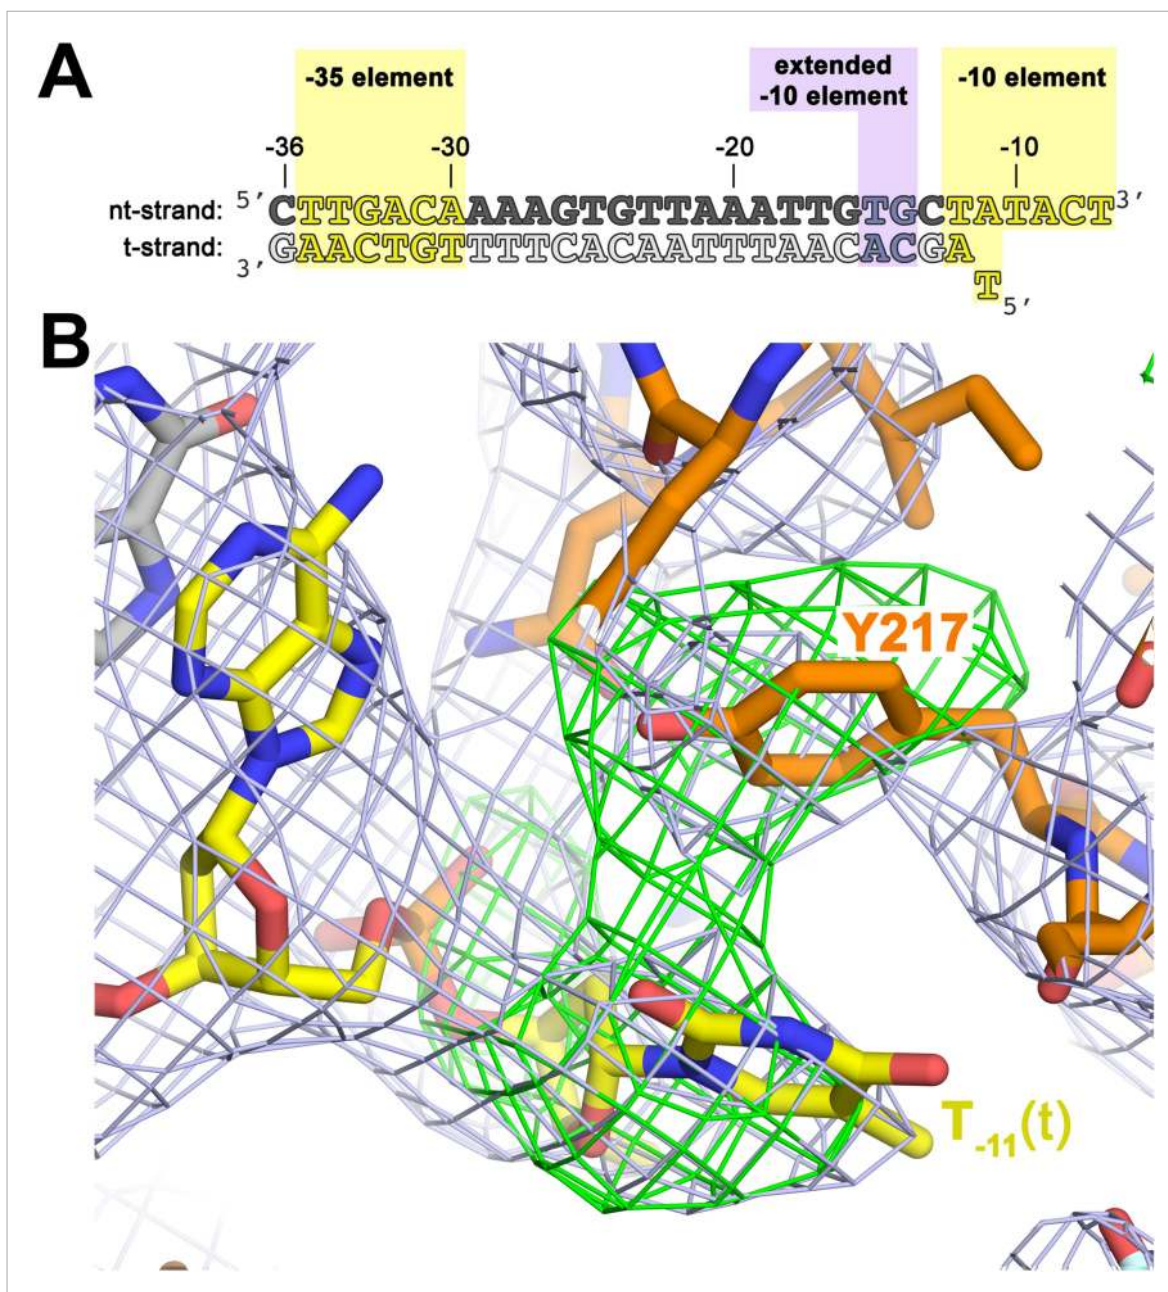 A
-35 element
extended
-10 element
-10 element
-36 -30 -20 -10
nt-strand: 5′ CTTGACAAAAGTGTTAAATTGTGCTATACT 3′
t-strand: 3′ GAACTGTTTTCACAATTTAACACGA
T 5′
B
Y217
T-11(t)